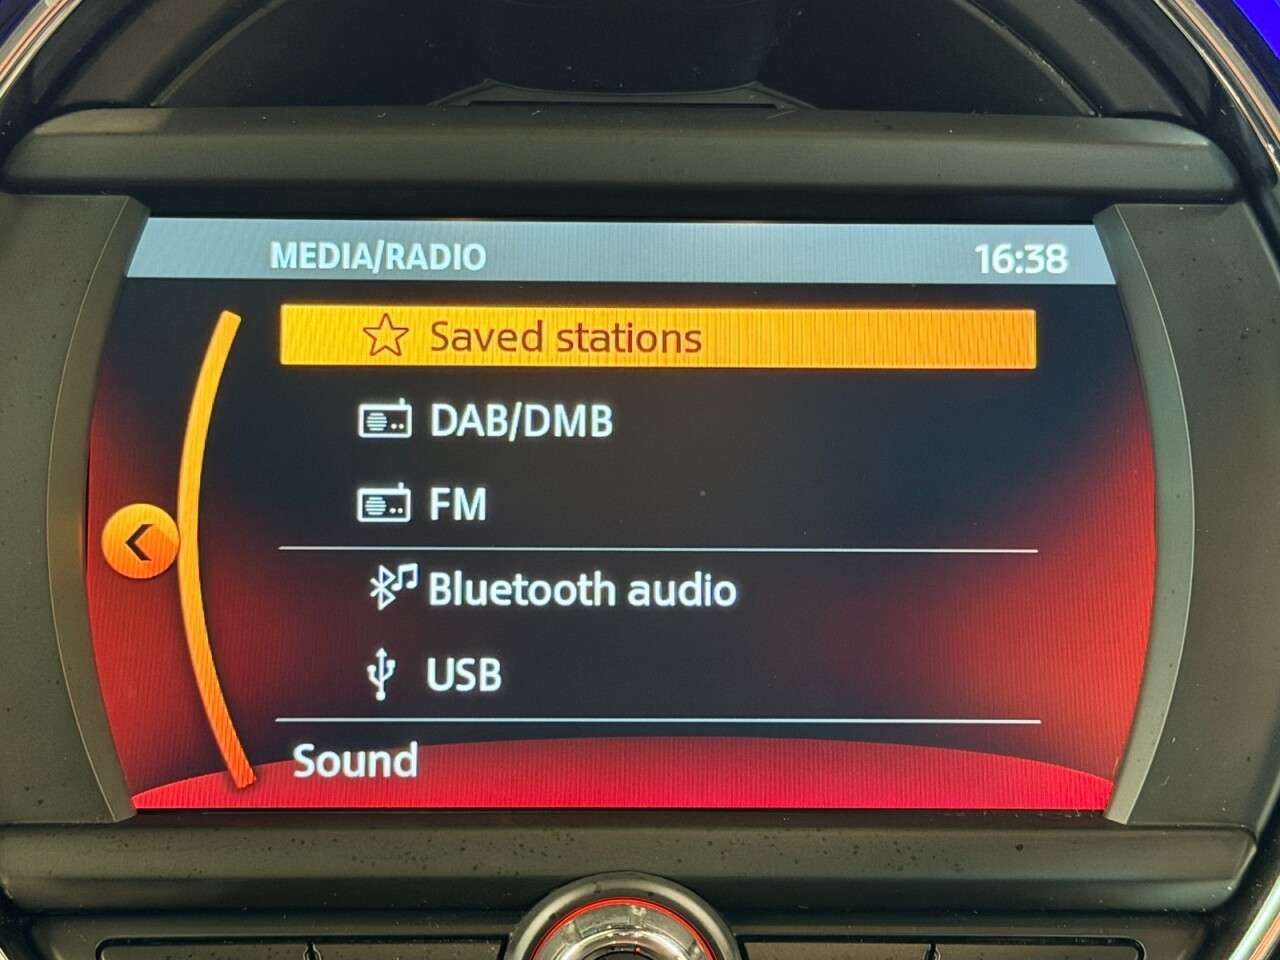 MEDIA/RADIO 16:38
Saved stations
DAB/DMB
FM
Bluetooth audio
USB
Sound